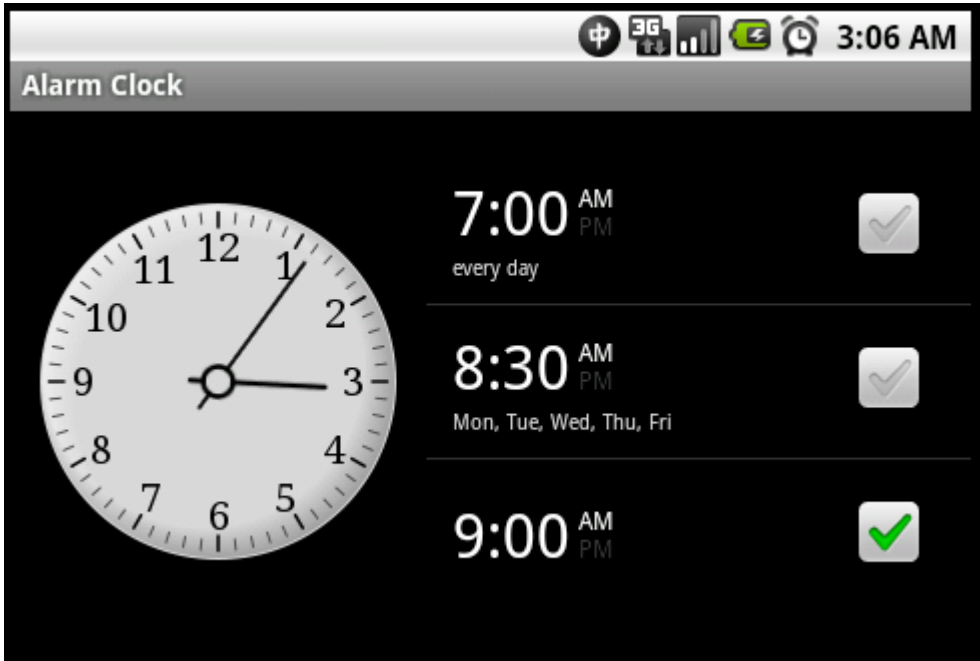 中 3G 3:06 AM
Alarm Clock
12
11
1
10
2
9
3
8
4
7
5
6
7:00 AM
PM
every day
8:30 AM
PM
Mon, Tue, Wed, Thu, Fri
9:00 AM
PM